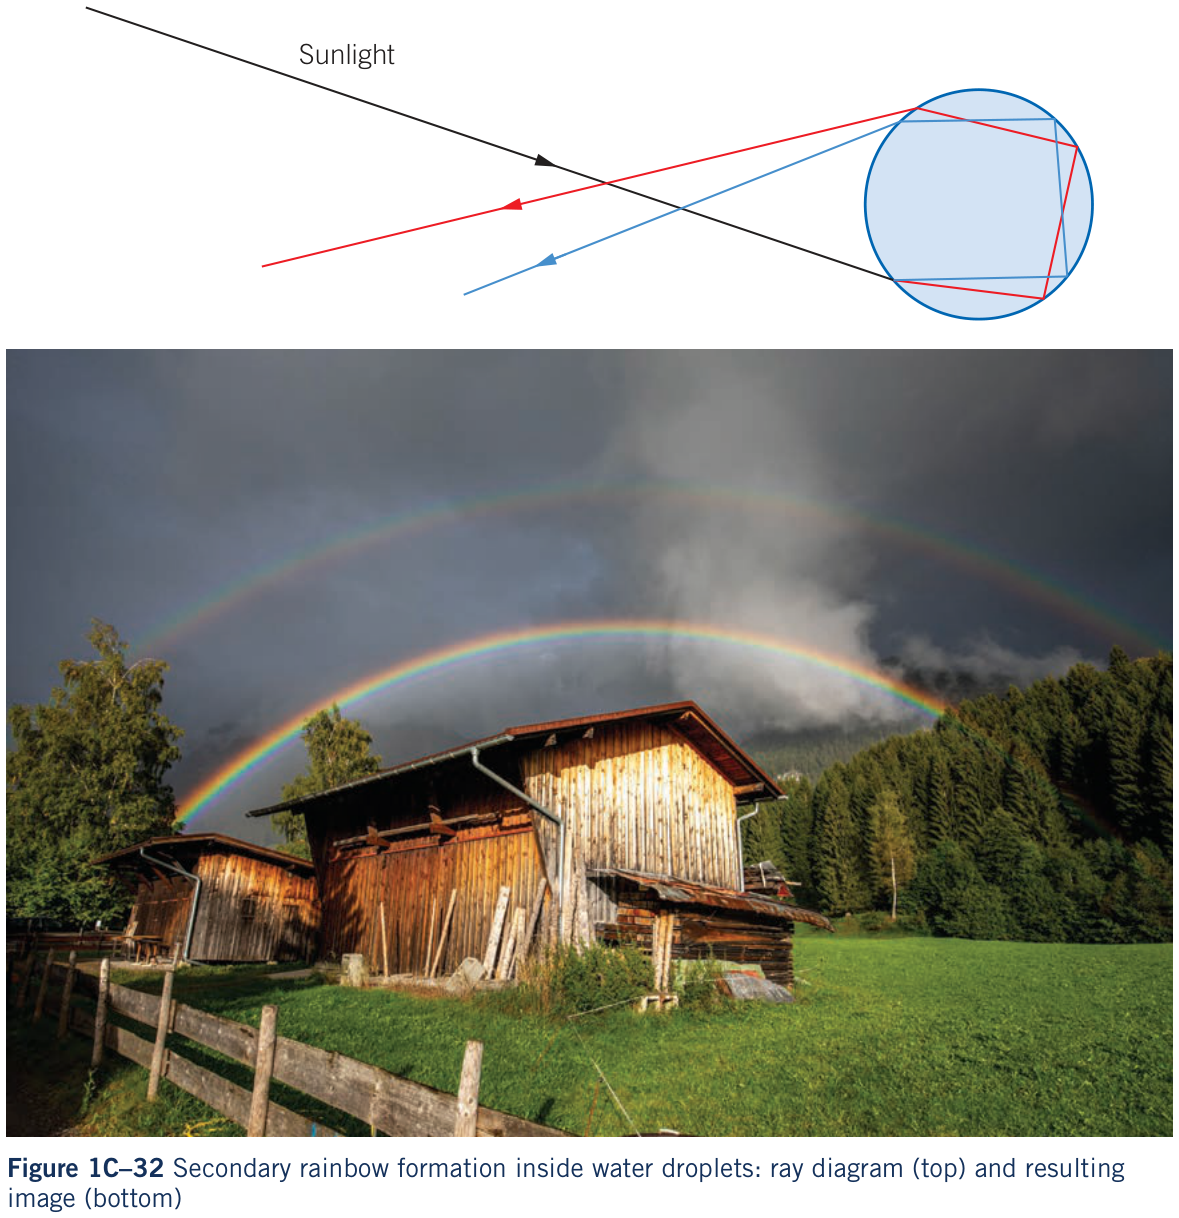 Sunlight
Figure 1C–32 Secondary rainbow formation inside water droplets: ray diagram (top) and resulting
image (bottom)